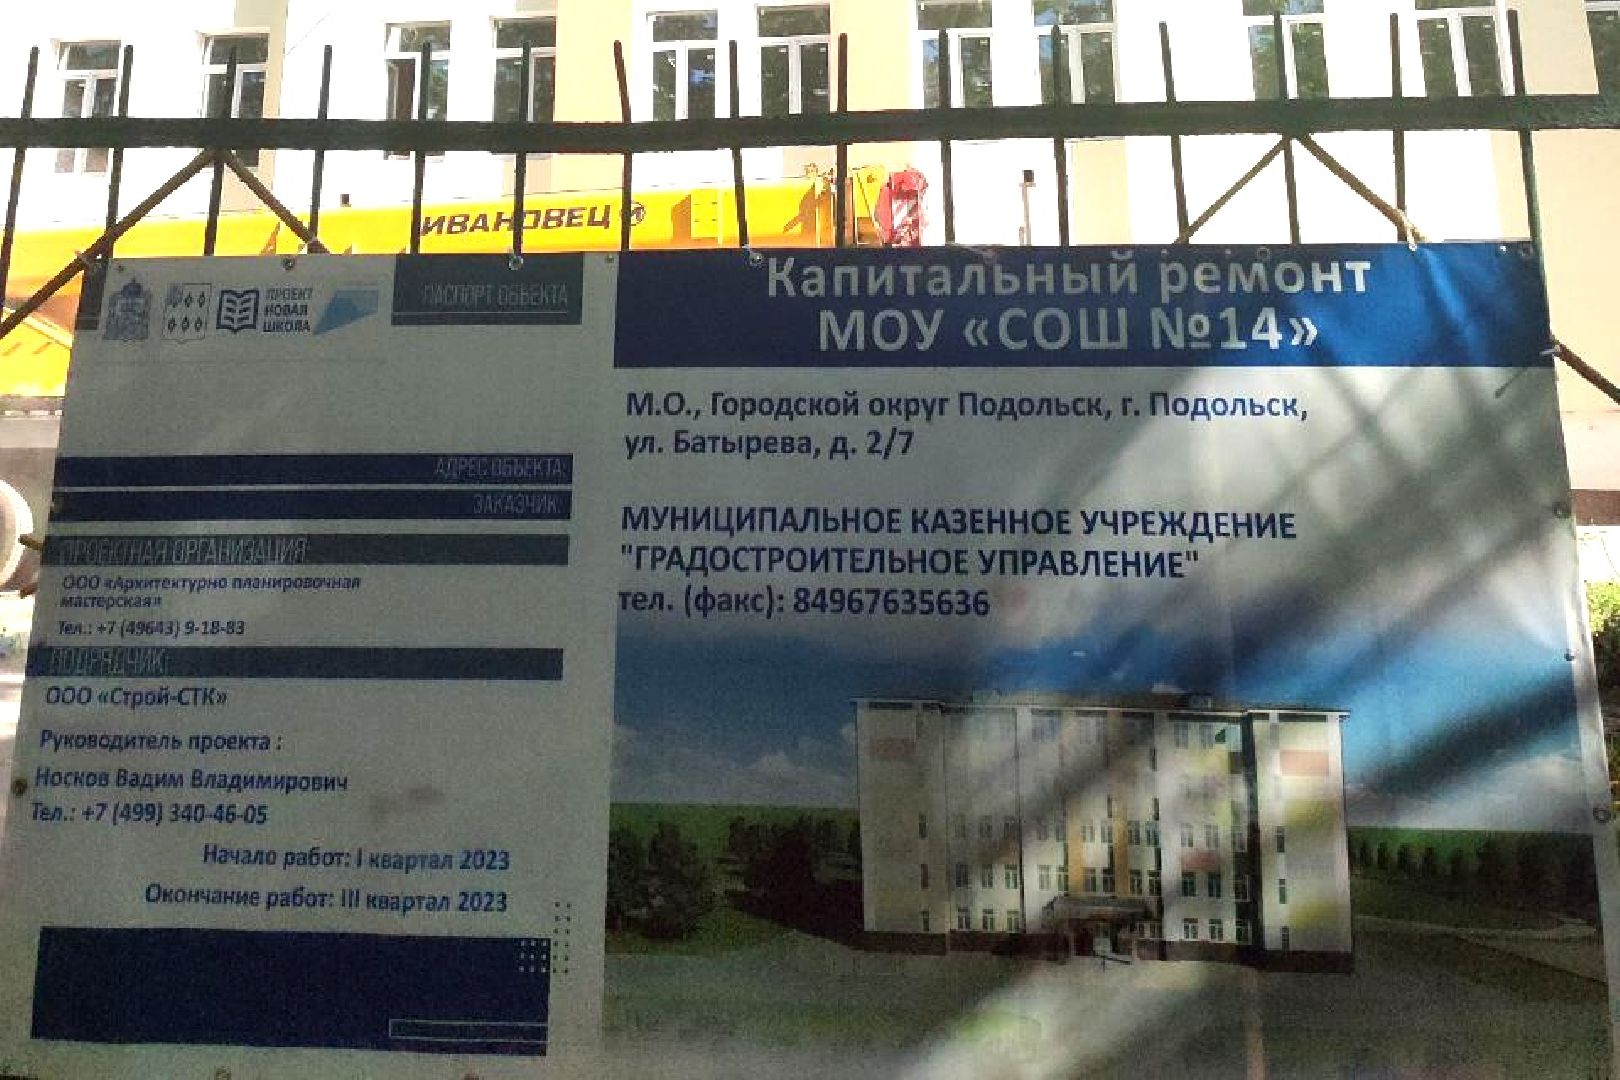 ИВАНОВЕЦ
ПРОЕКТ
НОВАЯ
ШКОЛА
ПАСПОРТ ОБЪЕКТА
Капитальный ремонт
МОУ «СОШ №14»
М.О., Городской округ Подольск, г. Подольск,
ул. Батырева, д. 2/7
АДРЕС ОБЪЕКТА:
ЗАКАЗЧИК:
МУНИЦИПАЛЬНОЕ КАЗЕННОЕ УЧРЕЖДЕНИЕ
"ГРАДОСТРОИТЕЛЬНОЕ УПРАВЛЕНИЕ"
тел. (факс): 84967635636
ПРОЕКТНАЯ ОРГАНИЗАЦИЯ
ООО «Архитектурно планировочная
мастерская»
Тел.: +7 (49643) 9-18-83
ПОДРЯДЧИК:
ООО «Строй-СТК»
Руководитель проекта :
Носков Вадим Владимирович
Тел.: +7 (499) 340-46-05
Начало работ: I квартал 2023
Окончание работ: III квартал 2023